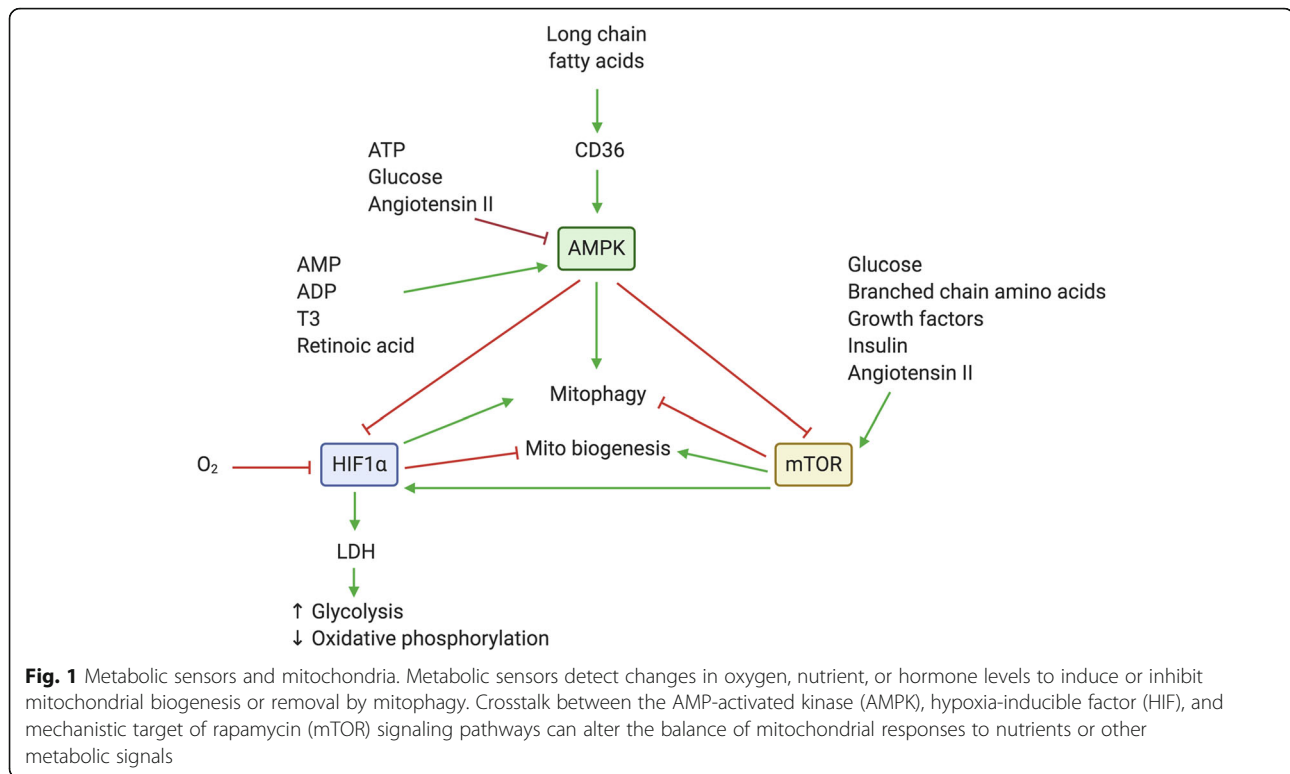 Long chain
fatty acids
CD36
ATP
Glucose
Angiotensin II
AMPK
AMP
ADP
T3
Retinoic acid
Glucose
Branched chain amino acids
Growth factors
Insulin
Angiotensin II
Mitophagy
Mito biogenesis
O₂
HIF1α
mTOR
LDH
↑ Glycolysis
↓ Oxidative phosphorylation
Fig. 1 Metabolic sensors and mitochondria. Metabolic sensors detect changes in oxygen, nutrient, or hormone levels to induce or inhibit
mitochondrial biogenesis or removal by mitophagy. Crosstalk between the AMP-activated kinase (AMPK), hypoxia-inducible factor (HIF), and
mechanistic target of rapamycin (mTOR) signaling pathways can alter the balance of mitochondrial responses to nutrients or other
metabolic signals